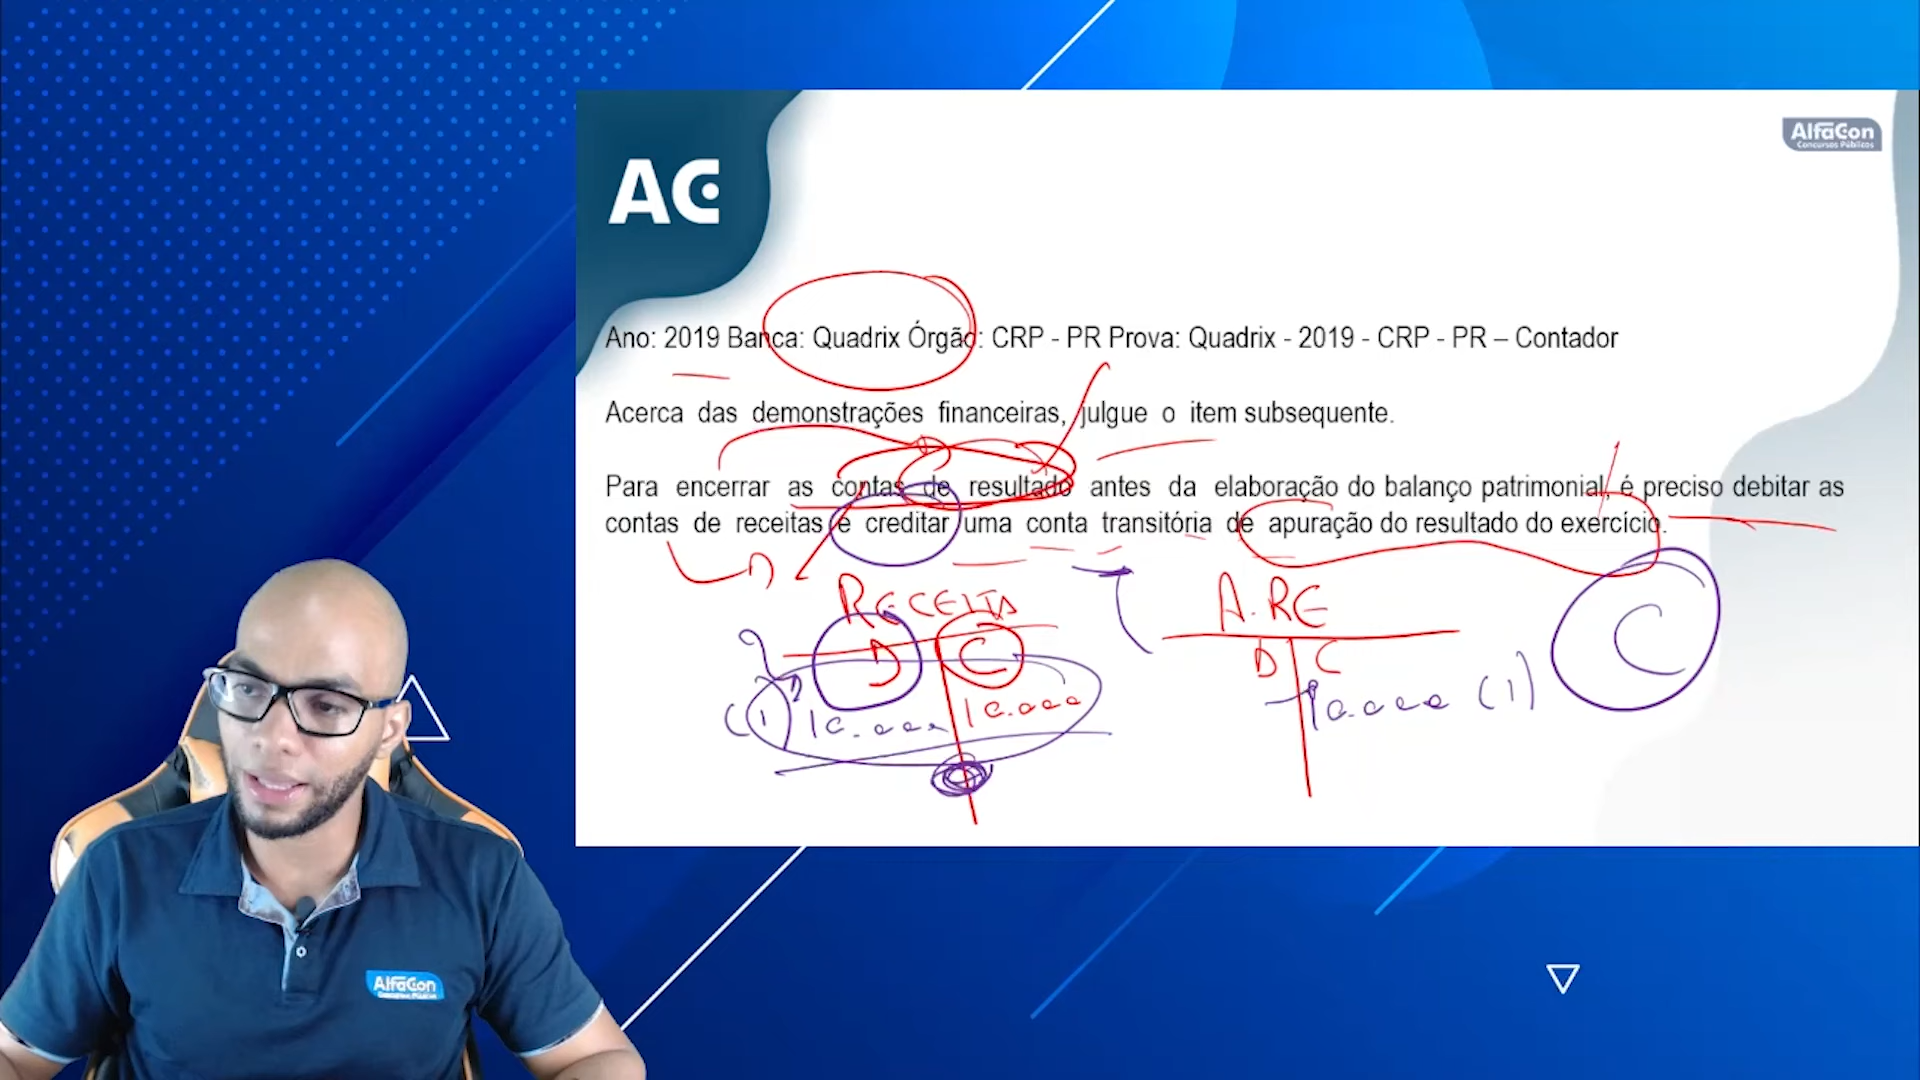 AlfaCon
Concursos Públicos
AC
Ano: 2019 Banca: Quadrix Órgão: CRP - PR Prova: Quadrix - 2019 - CRP - PR – Contador
Acerca das demonstrações financeiras, julgue o item subsequente.
Para encerrar as contas de resultado antes da elaboração do balanço patrimonial, é preciso debitar as
contas de receitas e creditar uma conta transitória de apuração do resultado do exercício.
D
RECEITA
A.RE
C
D C
D C
(1) 10.000 10.000
10.000 (1)
AlfaCon
Concursos Públicos